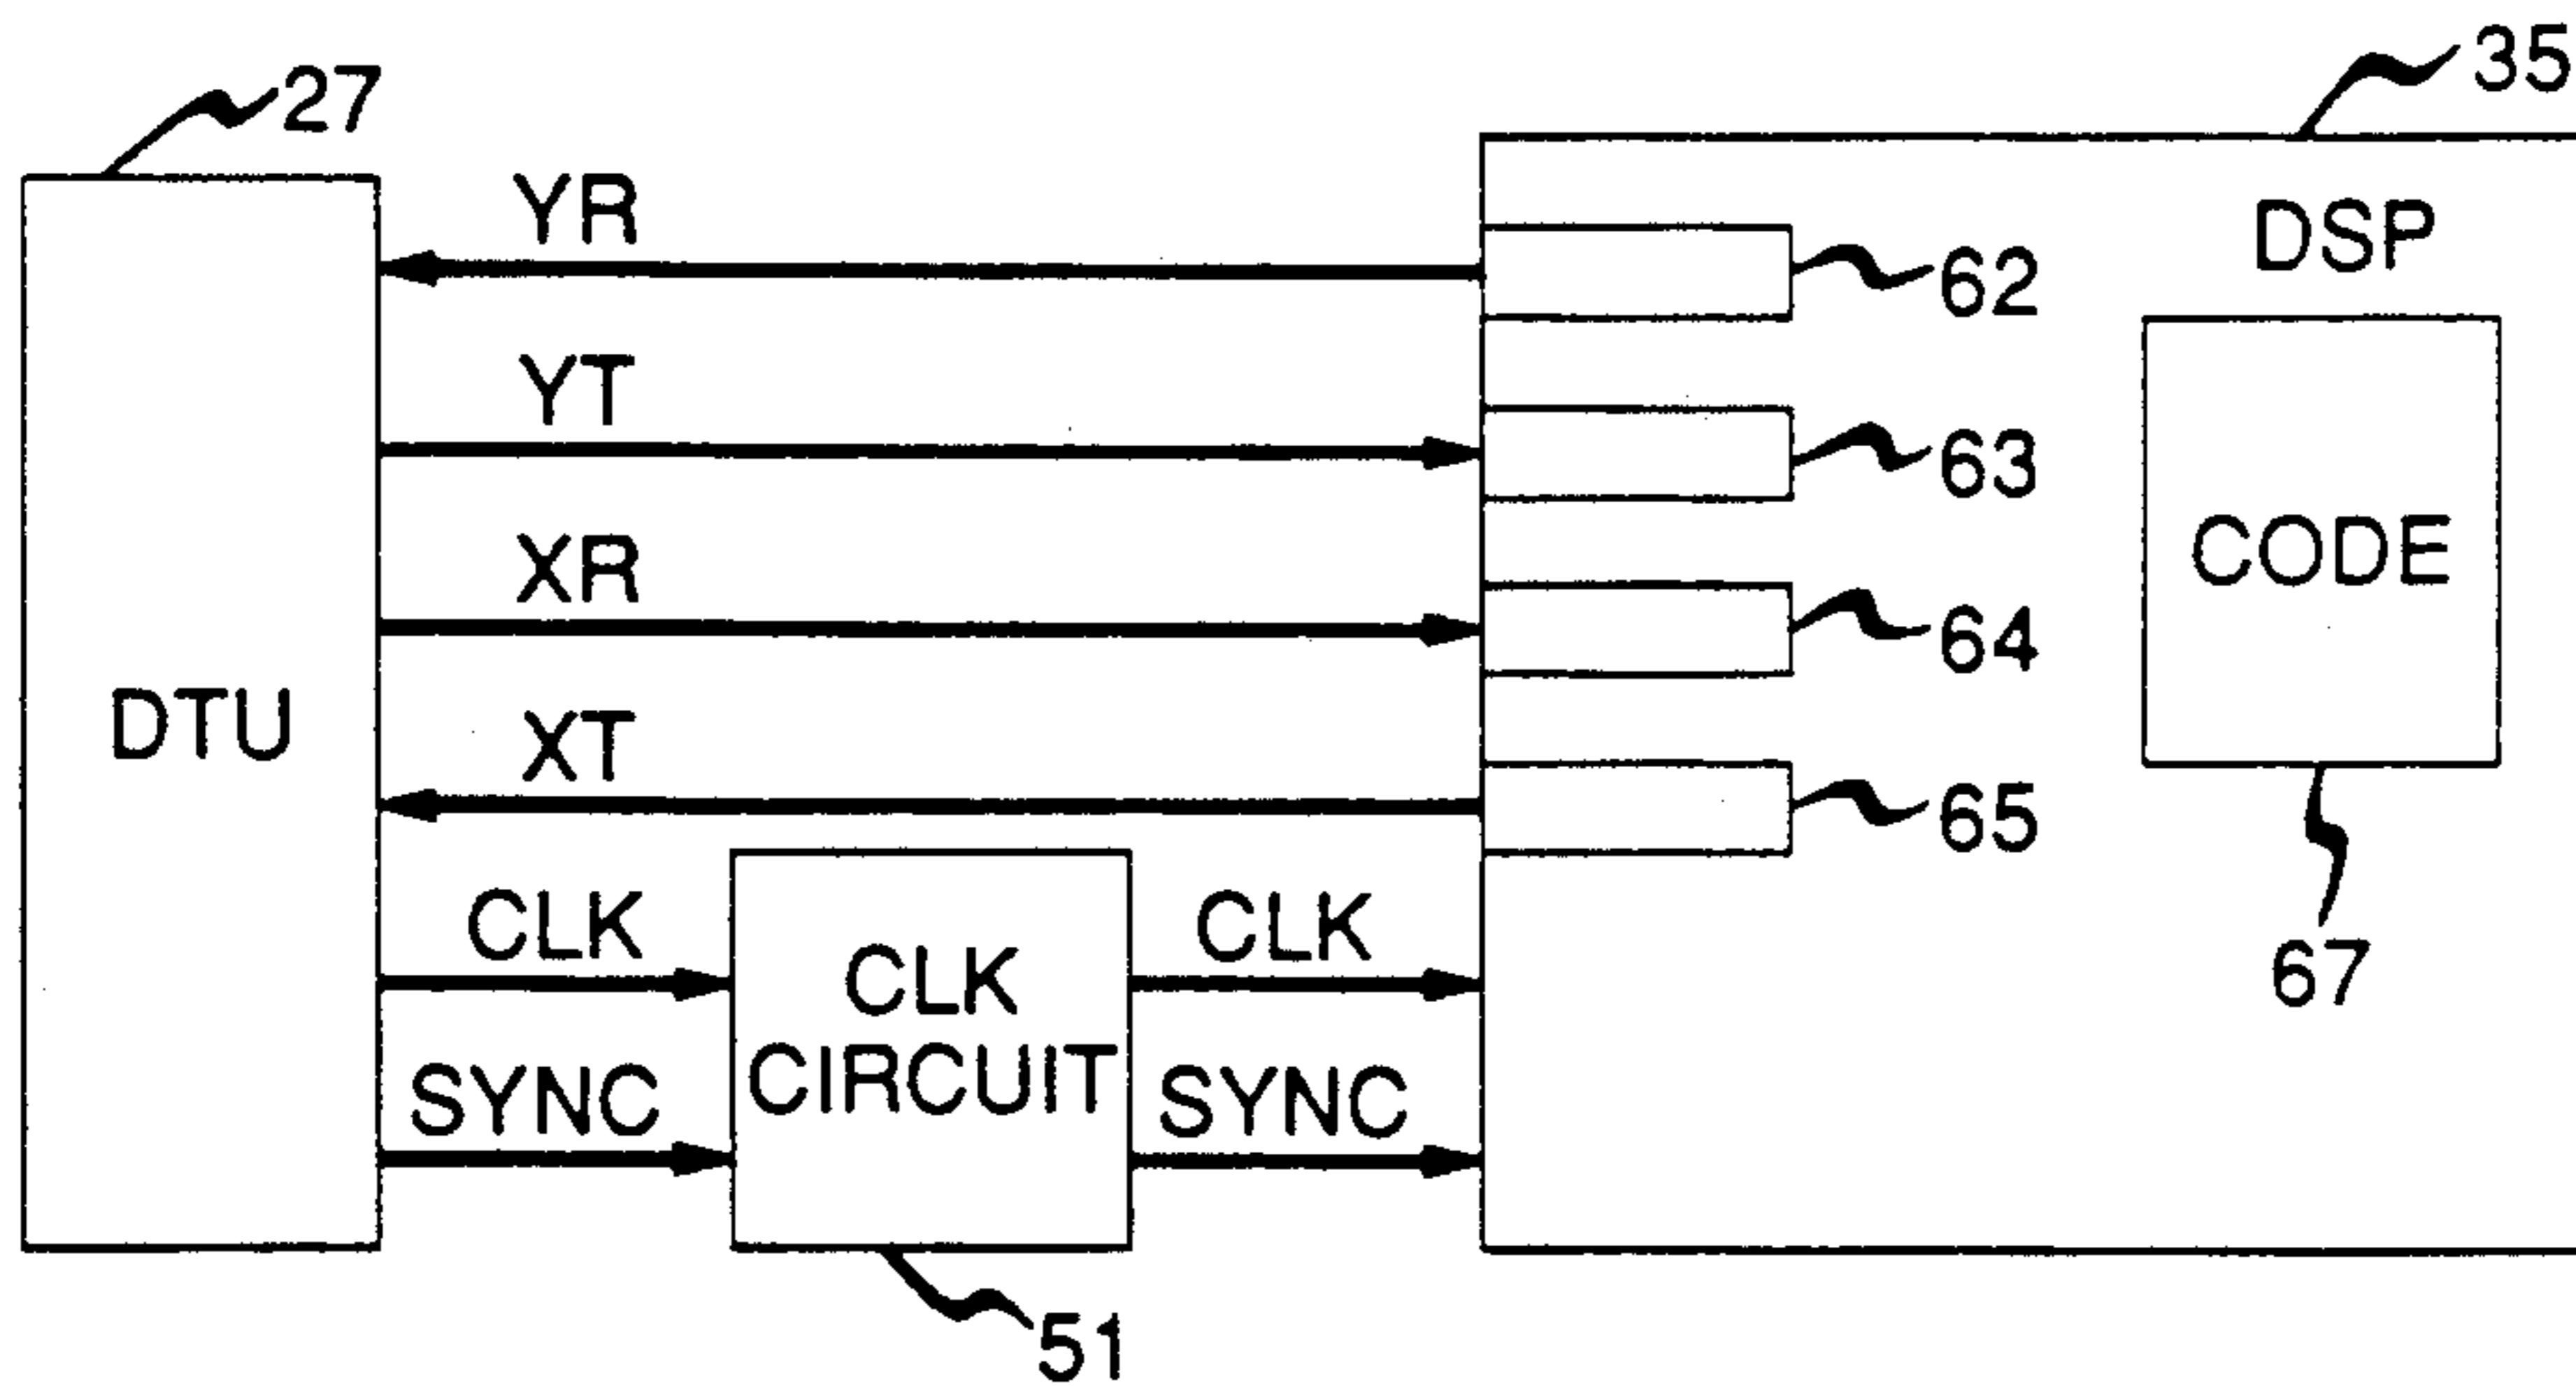 35
27
YR
DSP
62
YT
63
CODE
XR
64
DTU
XT
65
CLK
CLK
CLK
CIRCUIT
67
SYNC
SYNC
51